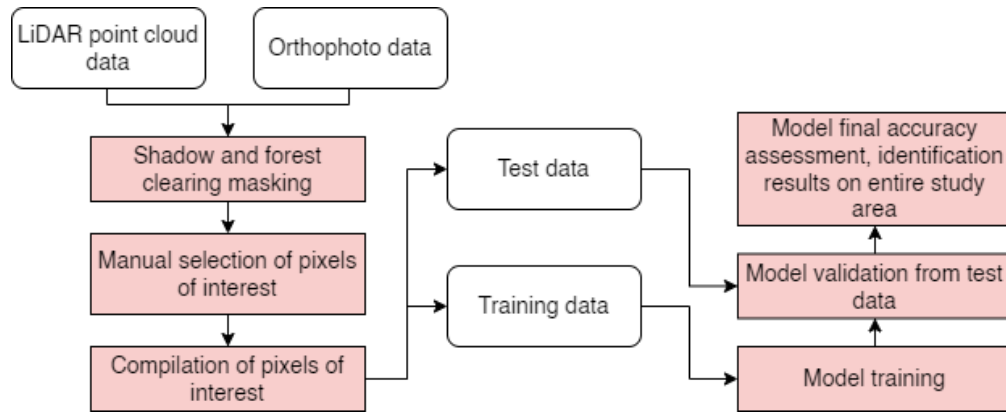 LiDAR point cloud
data
Orthophoto data
Shadow and forest
clearing masking
Manual selection of pixels
of interest
Compilation of pixels of
interest
Test data
Training data
Model final accuracy
assessment, identification
results on entire study
area
Model validation from test
data
Model training